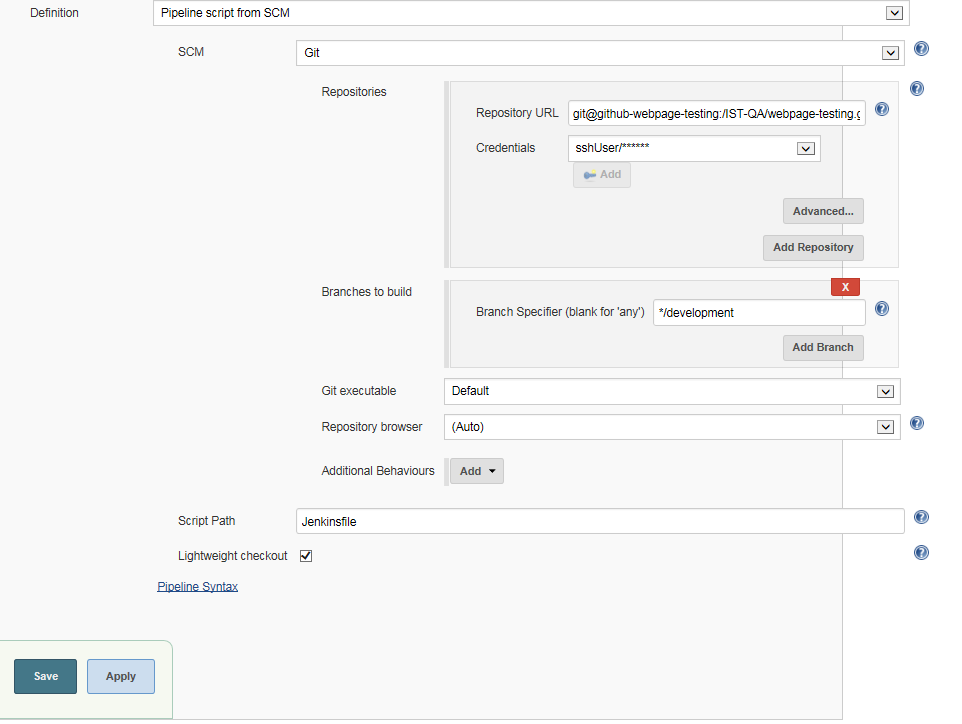 Definition Pipeline script from SCM
SCM Git
Repositories
Repository URL git@github-webpage-testing:/IST-QA/webpage-testing.g
Credentials sshUser/******
Add
Advanced...
Add Repository
X
Branches to build
Branch Specifier (blank for 'any') */development
Add Branch
Git executable Default
Repository browser (Auto)
Additional Behaviours Add
Script Path Jenkinsfile
Lightweight checkout
Pipeline Syntax
Save Apply